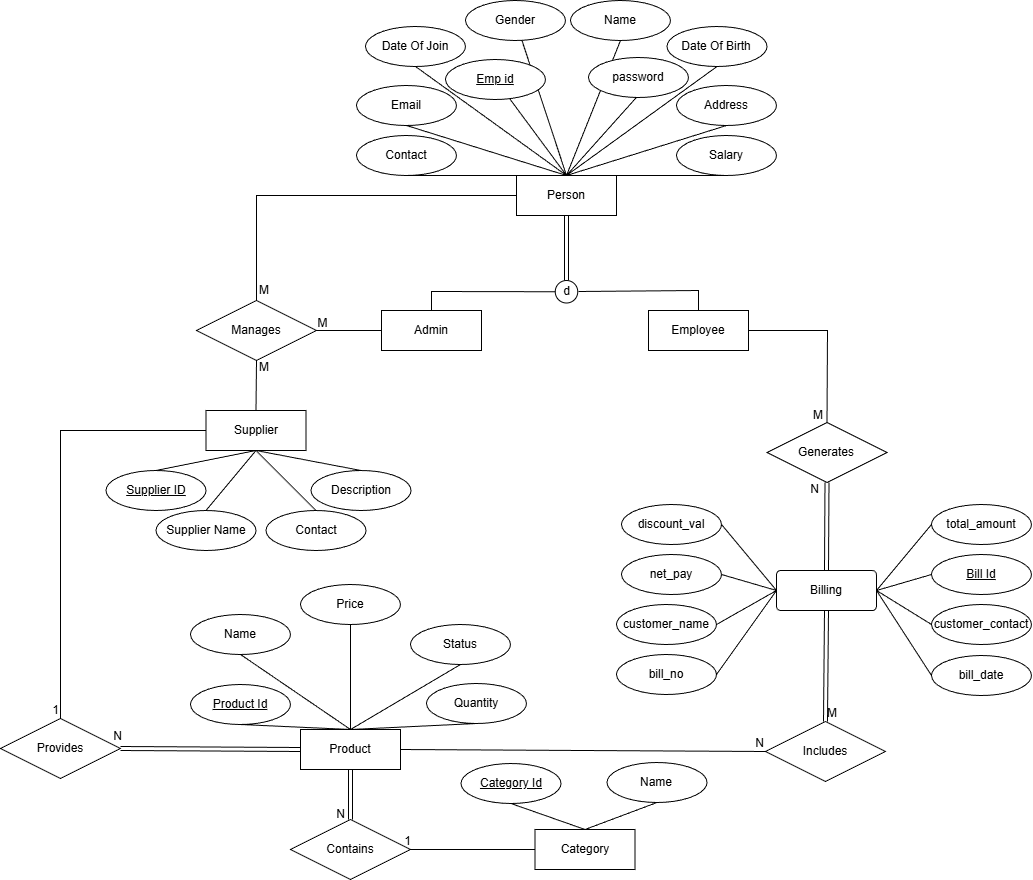 Gender
Name
Date Of Join
Date Of Birth
Emp id
password
Email
Address
Contact
Salary
Person
M
d
Manages
M
Admin
Employee
M
M
Supplier
Generates
N
Supplier ID
Description
Supplier Name
Contact
discount_val
total_amount
net_pay
Bill Id
Billing
customer_name
customer_contact
bill_no
bill_date
Price
Name
Status
Product Id
Quantity
1
M
Provides
N
Product
N
Includes
Category Id
Name
N
Contains
1
Category